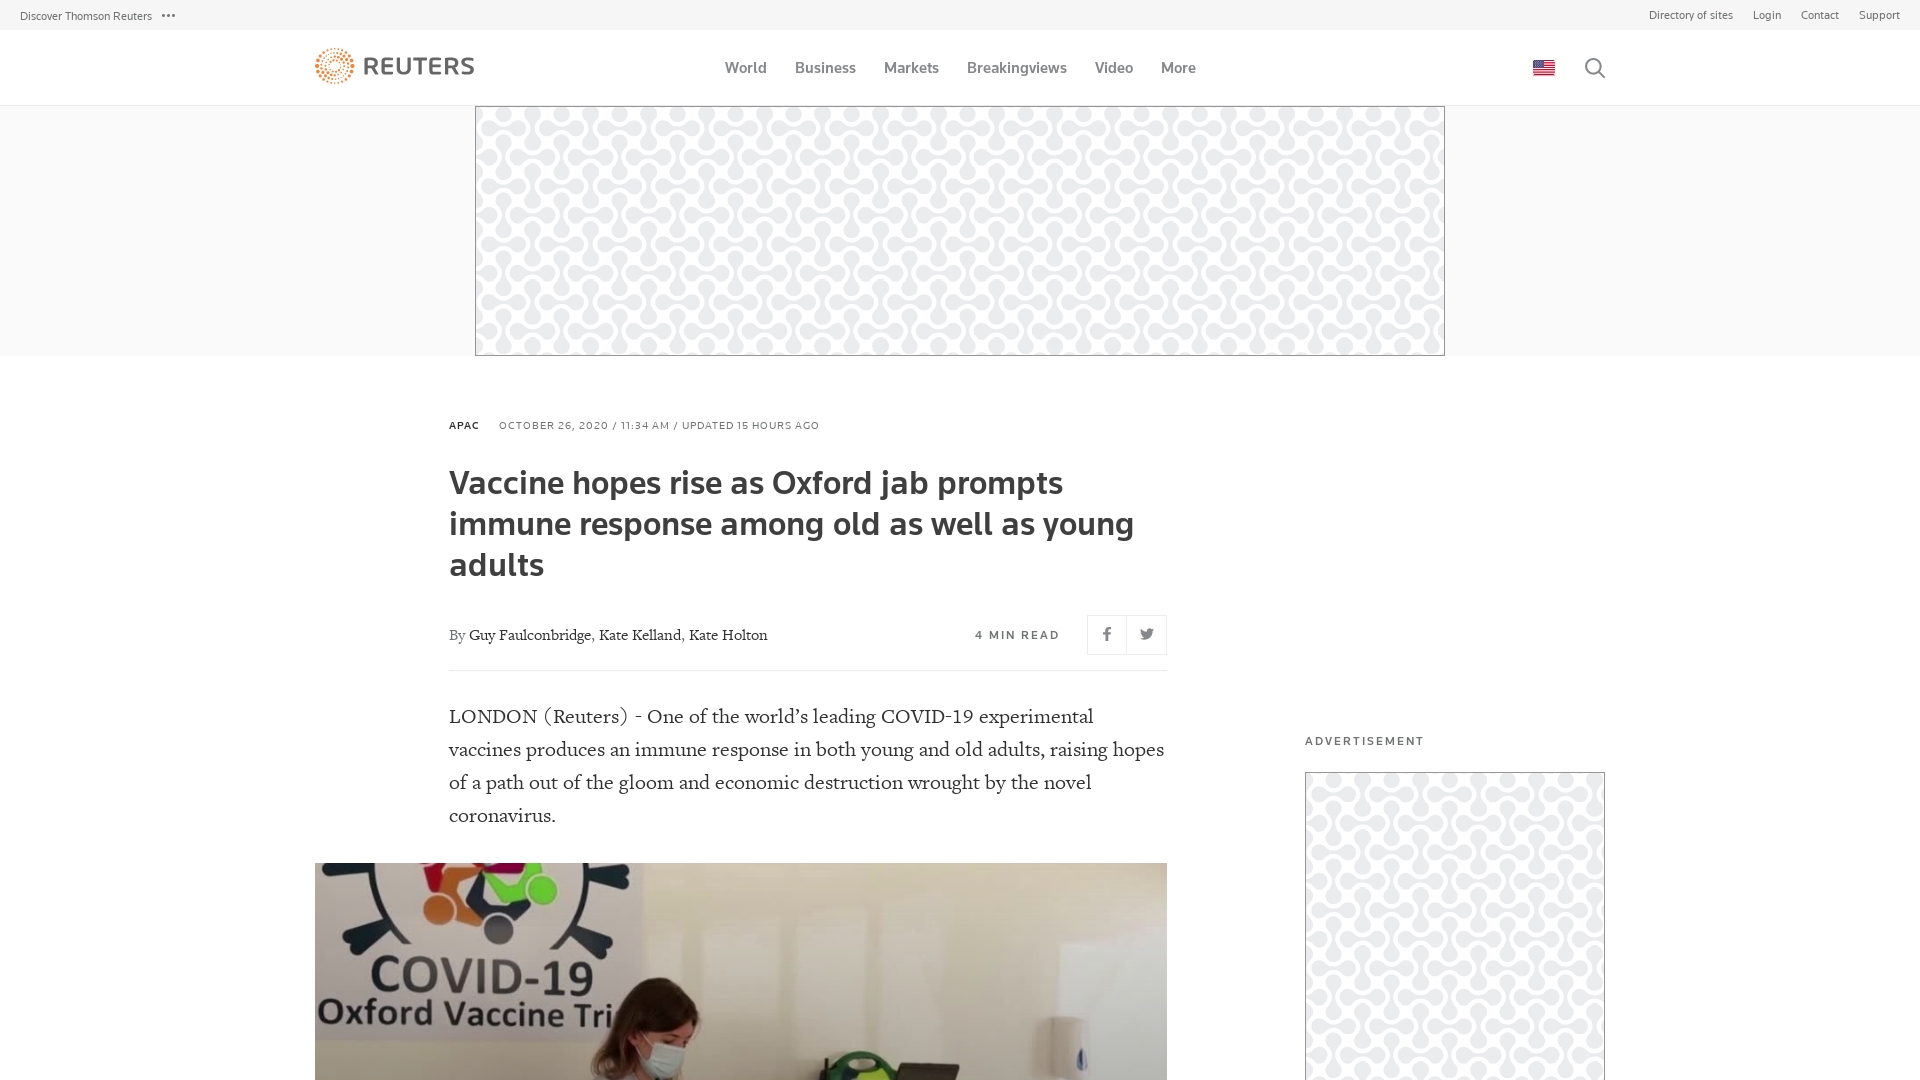 Discover Thomson Reuters
Directory of sites Login Contact Support
REUTERS
World Business Markets Breakingviews Video More
APAC OCTOBER 26, 2020 / 11:34 AM / UPDATED 15 HOURS AGO
Vaccine hopes rise as Oxford jab prompts
immune response among old as well as young
adults
By Guy Faulconbridge, Kate Kelland, Kate Holton
4 MIN READ
LONDON (Reuters) - One of the world’s leading COVID-19 experimental
vaccines produces an immune response in both young and old adults, raising hopes
of a path out of the gloom and economic destruction wrought by the novel
coronavirus.
ADVERTISEMENT
COVID-19
Oxford Vaccine Tri